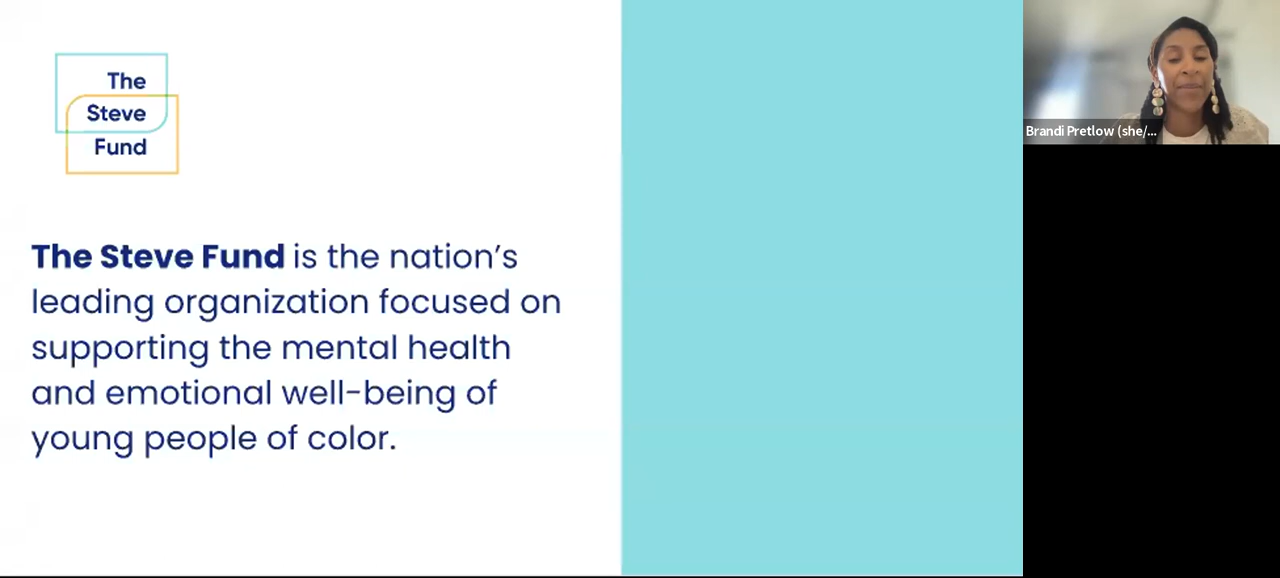 The
Steve
Fund
The Steve Fund is the nation’s
leading organization focused on
supporting the mental health
and emotional well-being of
young people of color.
Brandi Pretlow (she/...